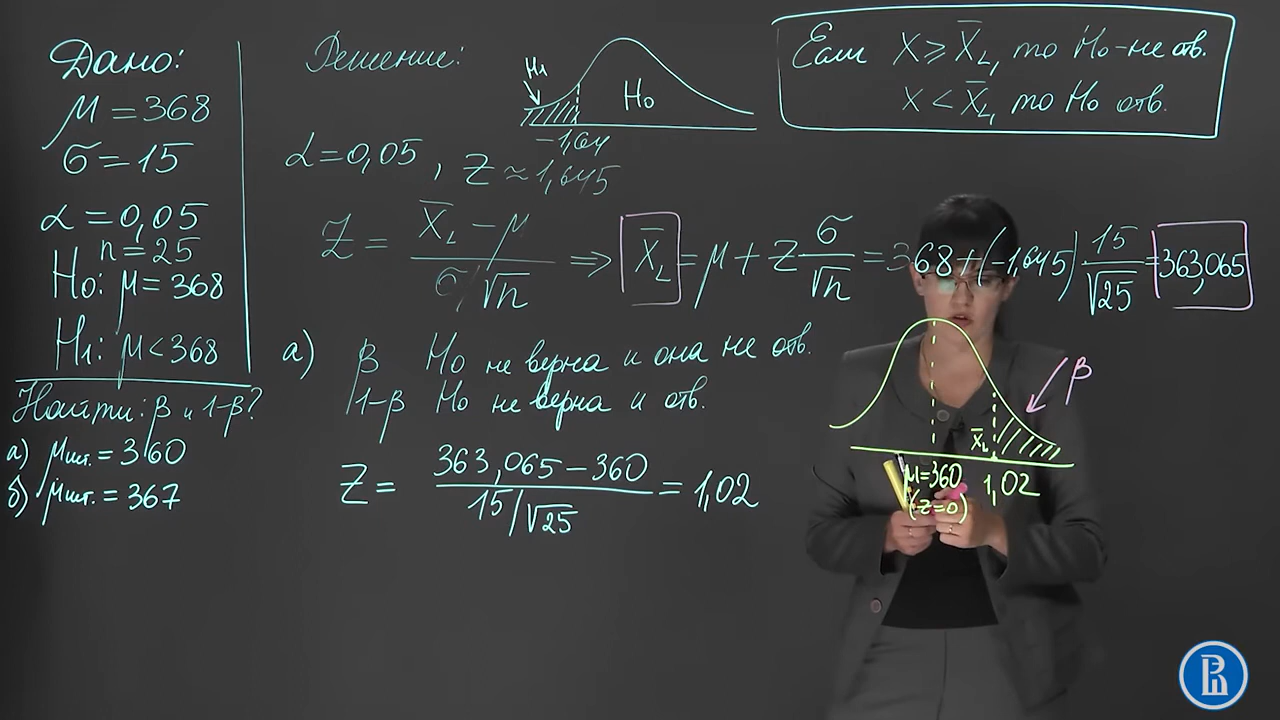 Дано:
μ = 368
σ = 15
α = 0,05
n = 25
H₀: μ = 368
H₁: μ < 368
Найти: β и 1-β?
а) μист. = 360
б) μист. = 367
Решение:
H₁
H₀
-1,64
Если X ≥ X̄L, то H₀ - не отв.
X < X̄L, то H₀ отв.
α = 0,05, Z ≈ 1,645
Z = (X̄L - μ) / (σ/√n) ⇒ X̄L = μ + Z σ/√n = 368 + (-1,645) 15/√25 = 363,065
а) β H₀ не верна и она не отв.
1-β H₀ не верна и отв.
Z = (363,065 - 360) / (15/√25) = 1,02
β
X̄L
μ=360 1,02
(z=0)